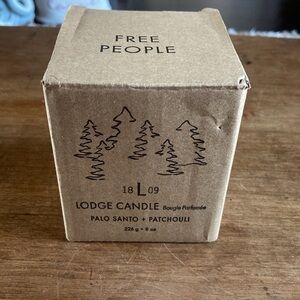 FREE
PEOPLE
18 L 09
LODGE CANDLE Bougie Parfumée
PALO SANTO + PATCHOULI
226 g • 8 oz